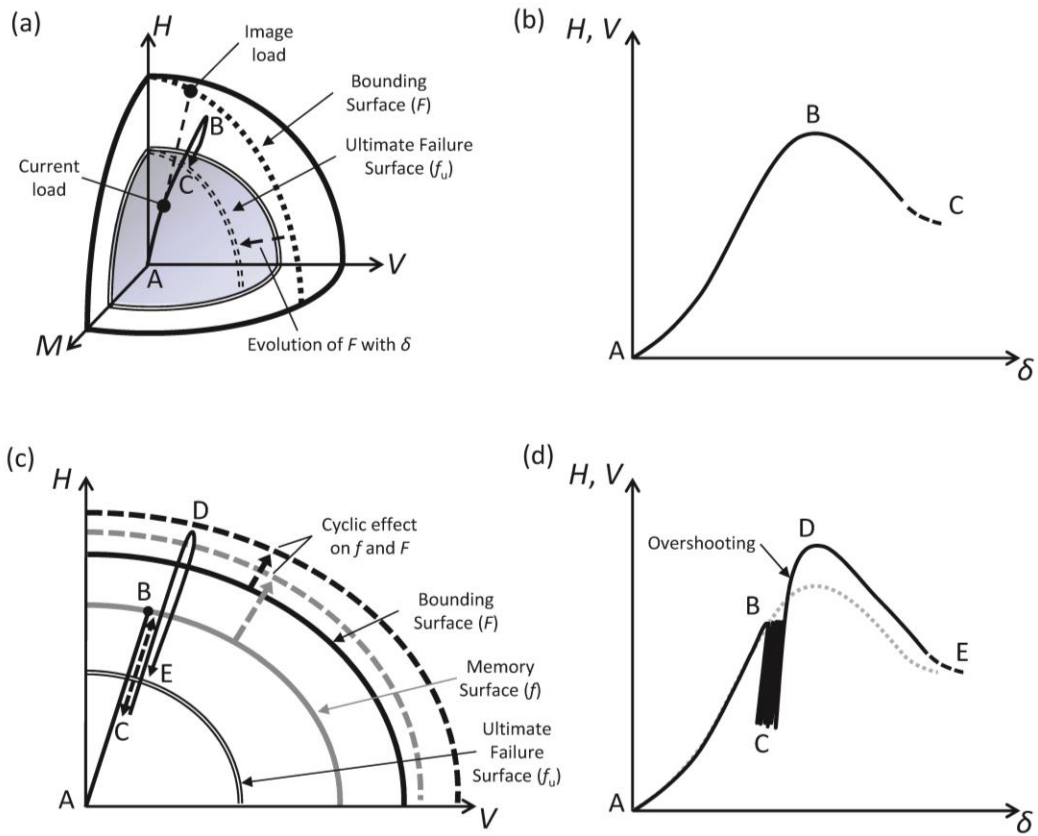 (a)
H
Image
load
Bounding
Surface (F)
B
Ultimate Failure
Surface (fu)
Current
load
C
A
V
M
Evolution of F with δ
(b)
H, V
B
C
A
δ
(c)
H
D
Cyclic effect
on f and F
B
Bounding
Surface (F)
E
Memory
Surface (f)
C
Ultimate
Failure
Surface (fu)
A
V
(d)
H, V
D
Overshooting
B
E
C
A
δ